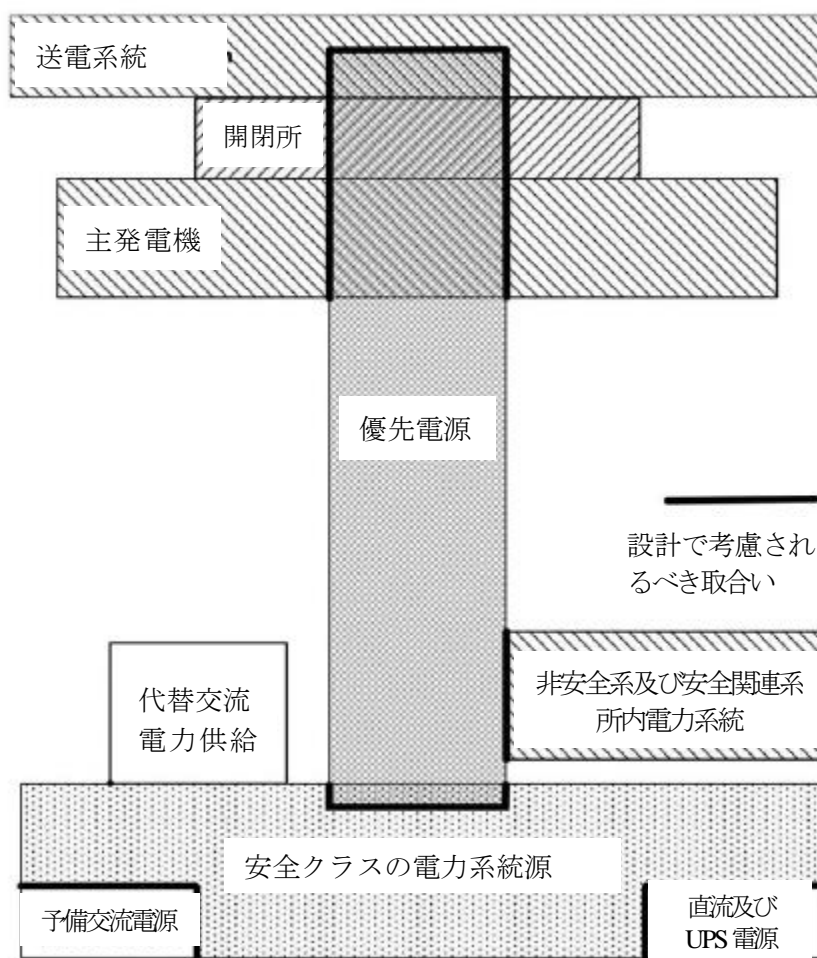 送電系統
開閉所
主発電機
優先電源
設計で考慮され
るべき取合い
代替交流
電力供給
非安全系及び安全関連系
所内電力系統
安全クラスの電力系統源
予備交流電源
直流及び
UPS 電源